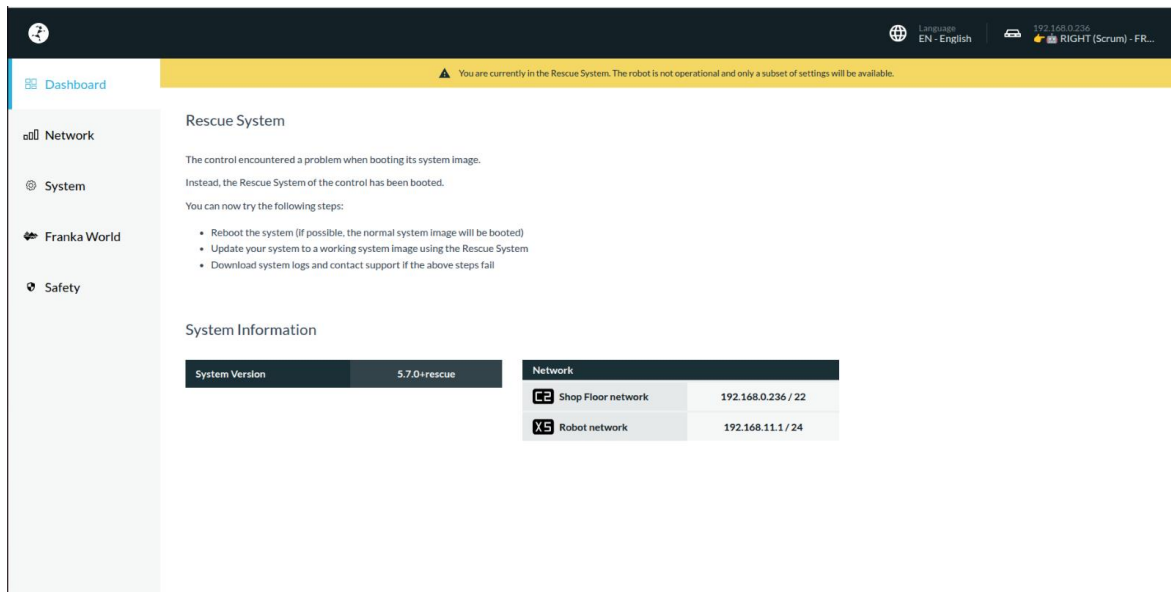 Language
EN - English
192.168.0.236
👉🤖 RIGHT (Scrum) - FR...
Dashboard
Network
System
Franka World
Safety
You are currently in the Rescue System. The robot is not operational and only a subset of settings will be available.
Rescue System
The control encountered a problem when booting its system image.
Instead, the Rescue System of the control has been booted.
You can now try the following steps:
• Reboot the system (if possible, the normal system image will be booted)
• Update your system to a working system image using the Rescue System
• Download system logs and contact support if the above steps fail
System Information
System Version 5.7.0+rescue
Network
C2 Shop Floor network 192.168.0.236 / 22
X5 Robot network 192.168.11.1 / 24